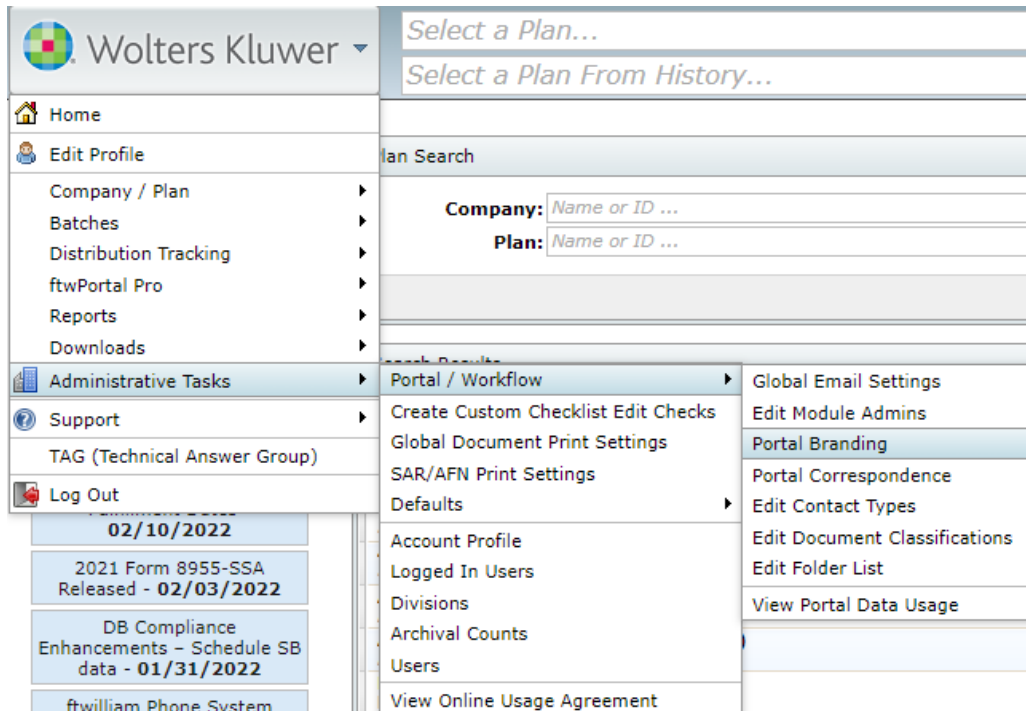 Wolters Kluwer
Select a Plan...
Select a Plan From History...
Home
Edit Profile
Company / Plan
Batches
Distribution Tracking
ftwPortal Pro
Reports
Downloads
Administrative Tasks
Support
TAG (Technical Answer Group)
Log Out
lan Search
Company: Name or ID ...
Plan: Name or ID ...
Search Results
Portal / Workflow
Create Custom Checklist Edit Checks
Global Document Print Settings
SAR/AFN Print Settings
Defaults
Account Profile
Logged In Users
Divisions
Archival Counts
Users
View Online Usage Agreement
Global Email Settings
Edit Module Admins
Portal Branding
Portal Correspondence
Edit Contact Types
Edit Document Classifications
Edit Folder List
View Portal Data Usage
02/10/2022
2021 Form 8955-SSA
Released - 02/03/2022
DB Compliance
Enhancements – Schedule SB
data - 01/31/2022
ftwilliam Phone System